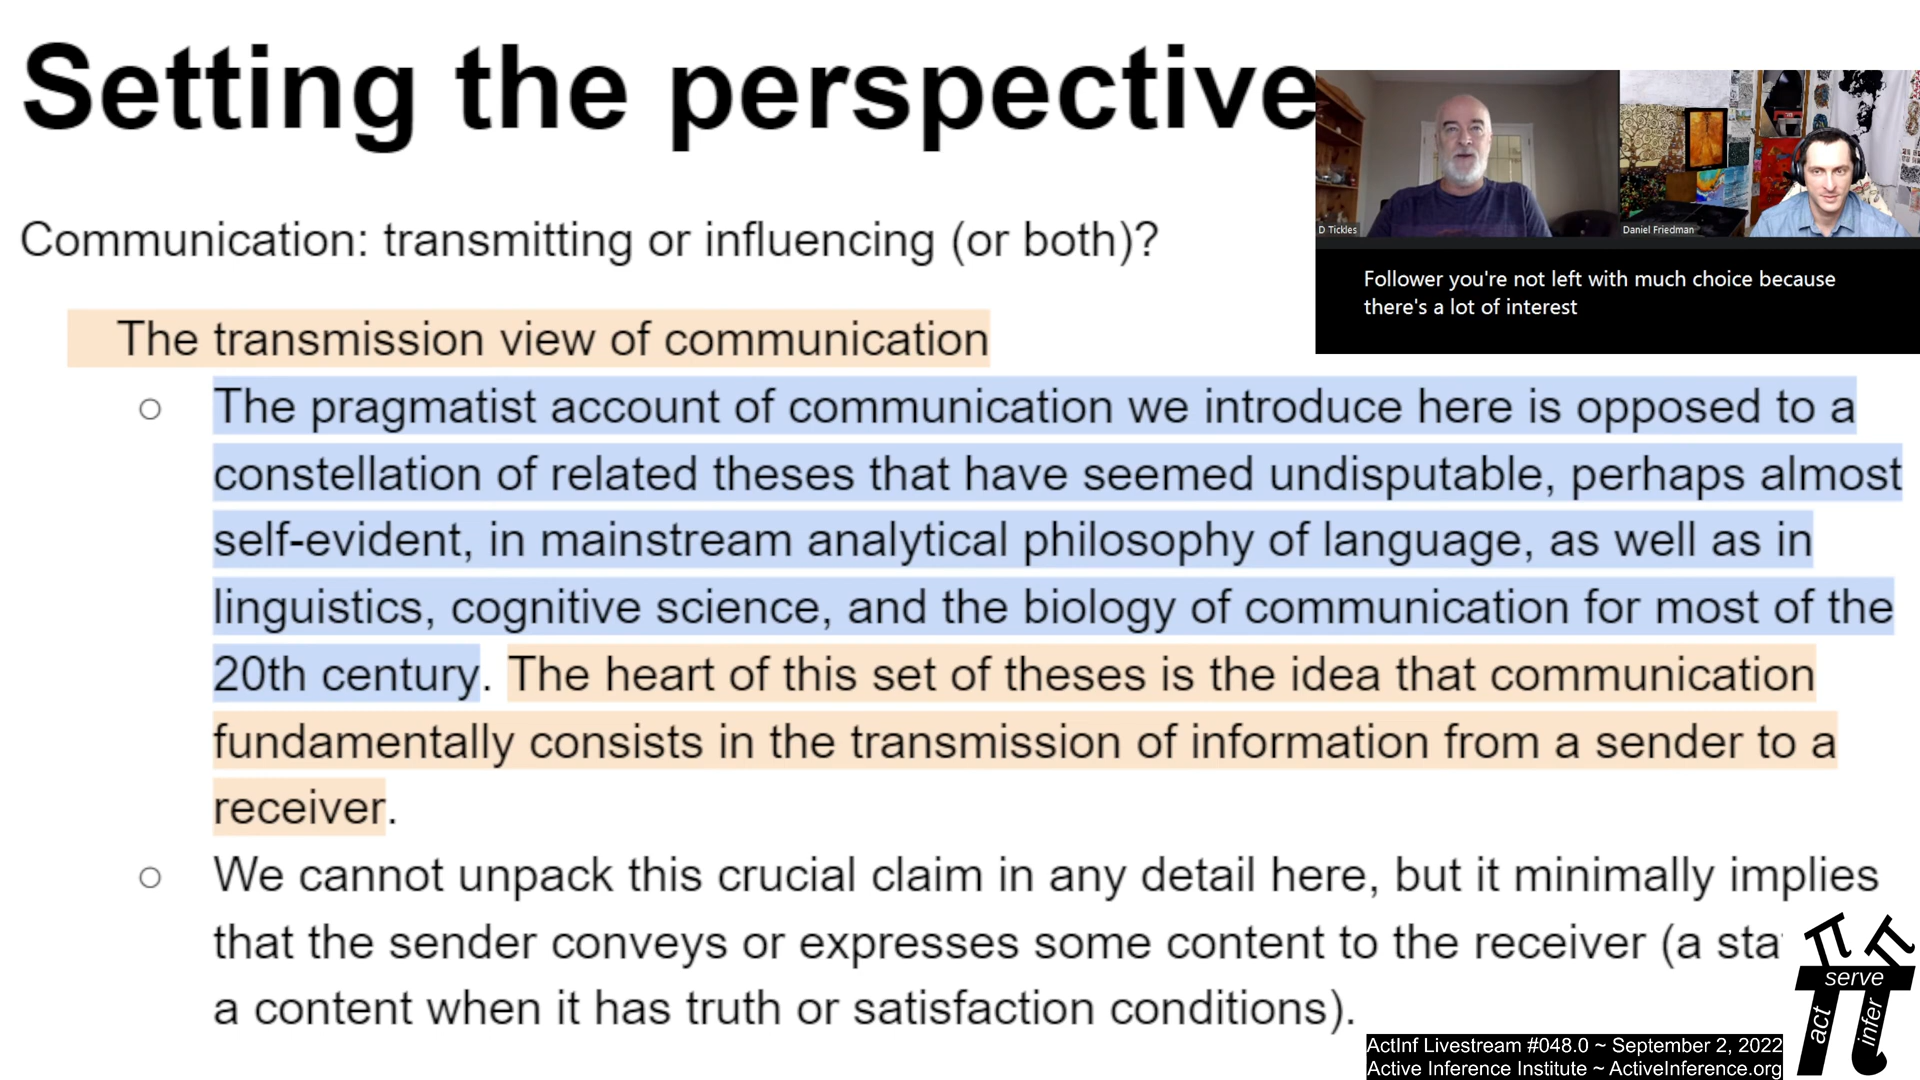 Setting the perspective
Communication: transmitting or influencing (or both)?
The transmission view of communication
○ The pragmatist account of communication we introduce here is opposed to a
constellation of related theses that have seemed undisputable, perhaps almost
self-evident, in mainstream analytical philosophy of language, as well as in
linguistics, cognitive science, and the biology of communication for most of the
20th century. The heart of this set of theses is the idea that communication
fundamentally consists in the transmission of information from a sender to a
receiver.
○ We cannot unpack this crucial claim in any detail here, but it minimally implies
that the sender conveys or expresses some content to the receiver (a
a content when it has truth or satisfaction conditions).
D Tickles
Daniel Friedman
Follower you're not left with much choice because
there's a lot of interest
serve
act
infer
ActInf Livestream #048.0 ~ September 2, 2022
Active Inference Institute ~ ActiveInference.org